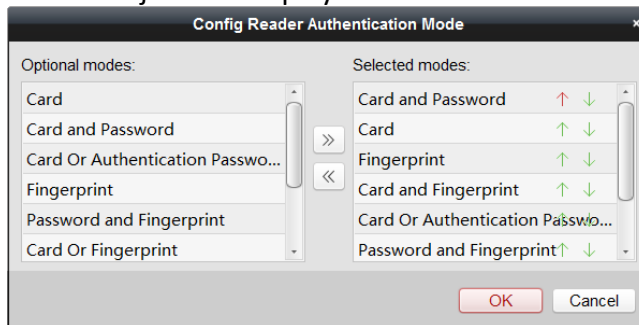 Config Reader Authentication Mode ×
Optional modes:
Card
Card and Password
Card Or Authentication Passwo...
Fingerprint
Password and Fingerprint
Card Or Fingerprint
Selected modes:
Card and Password
Card
Fingerprint
Card and Fingerprint
Card Or Authentication Passwo...
Password and Fingerprint
OK Cancel